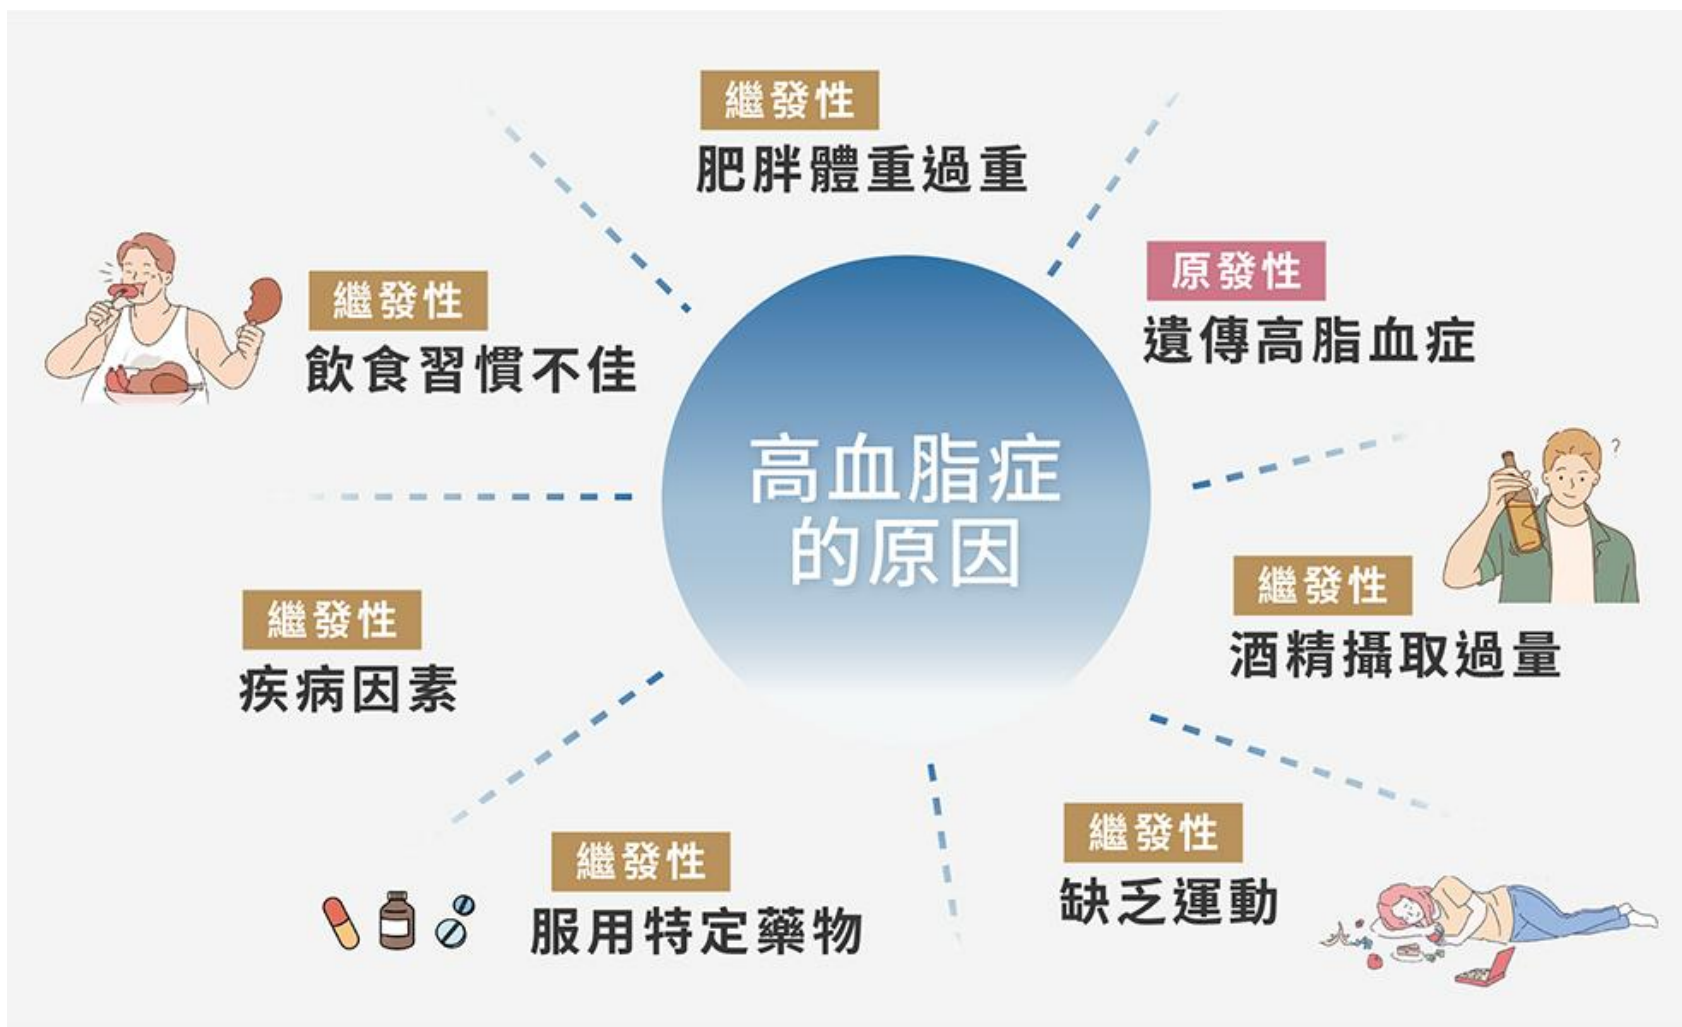 繼發性
肥胖體重過重
原發性
遺傳高脂血症
繼發性
飲食習慣不佳
高血脂症
的原因
繼發性
酒精攝取過量
繼發性
疾病因素
繼發性
缺乏運動
繼發性
服用特定藥物
?